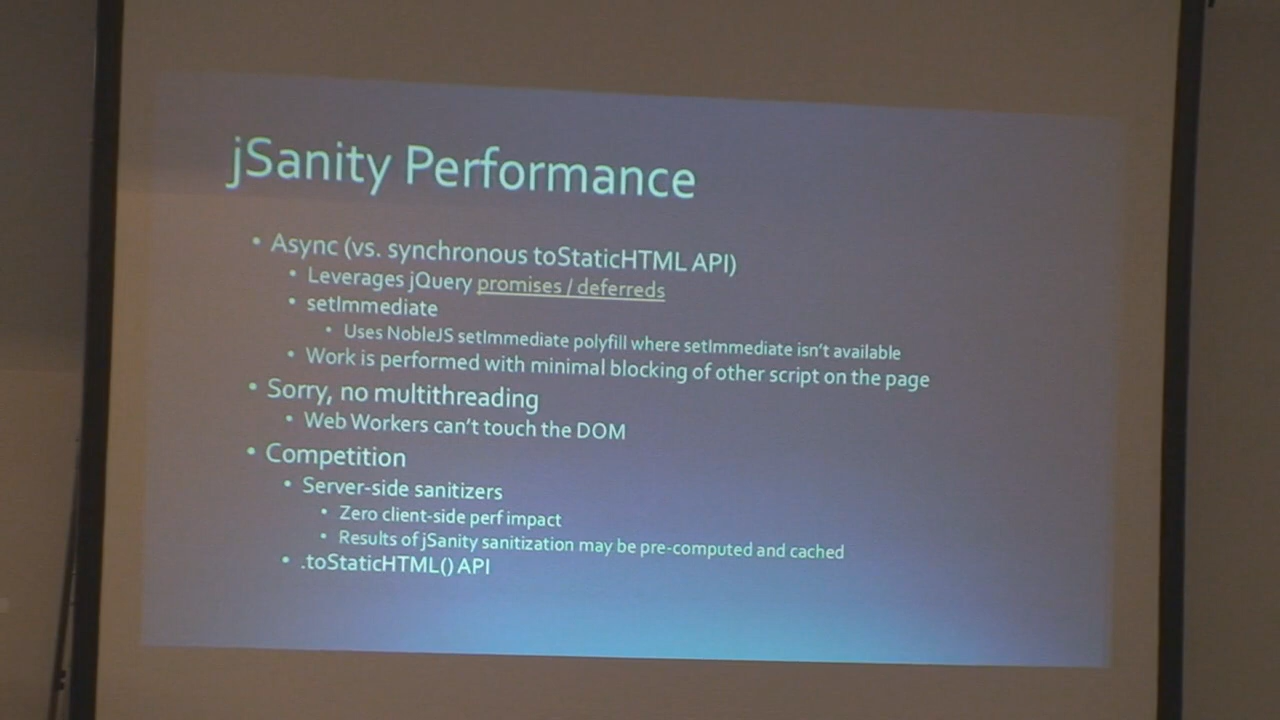 jSanity Performance
• Async (vs. synchronous toStaticHTML API)
• Leverages jQuery promises / deferreds
• setImmediate
• Uses NobleJS setImmediate polyfill where setImmediate isn't available
• Work is performed with minimal blocking of other script on the page
• Sorry, no multithreading
• Web Workers can't touch the DOM
• Competition
• Server-side sanitizers
• Zero client-side perf impact
• Results of jSanity sanitization may be pre-computed and cached
• .toStaticHTML() API